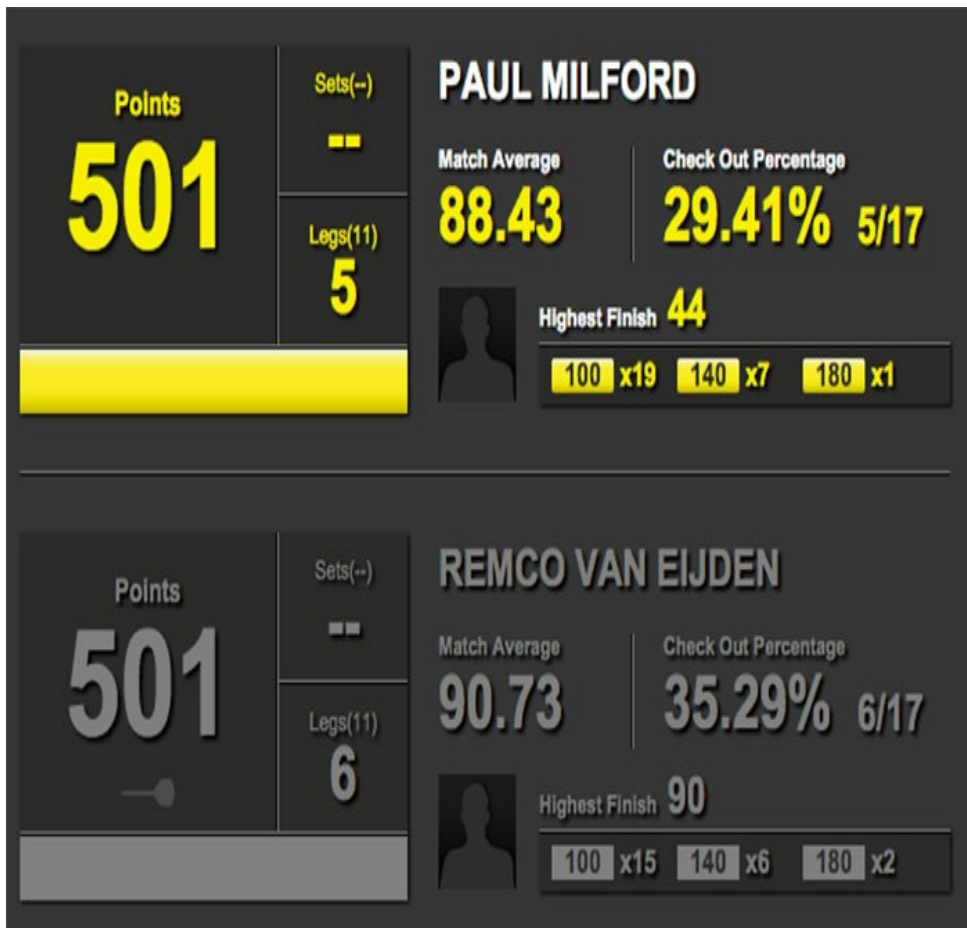 Points
501
Sets(--)
--
Legs(11)
5
PAUL MILFORD
Match Average
88.43
Check Out Percentage
29.41% 5/17
Highest Finish 44
100 x19 140 x7 180 x1
Points
501
Sets(--)
--
Legs(11)
6
REMCO VAN EIJDEN
Match Average
90.73
Check Out Percentage
35.29% 6/17
Highest Finish 90
100 x15 140 x6 180 x2